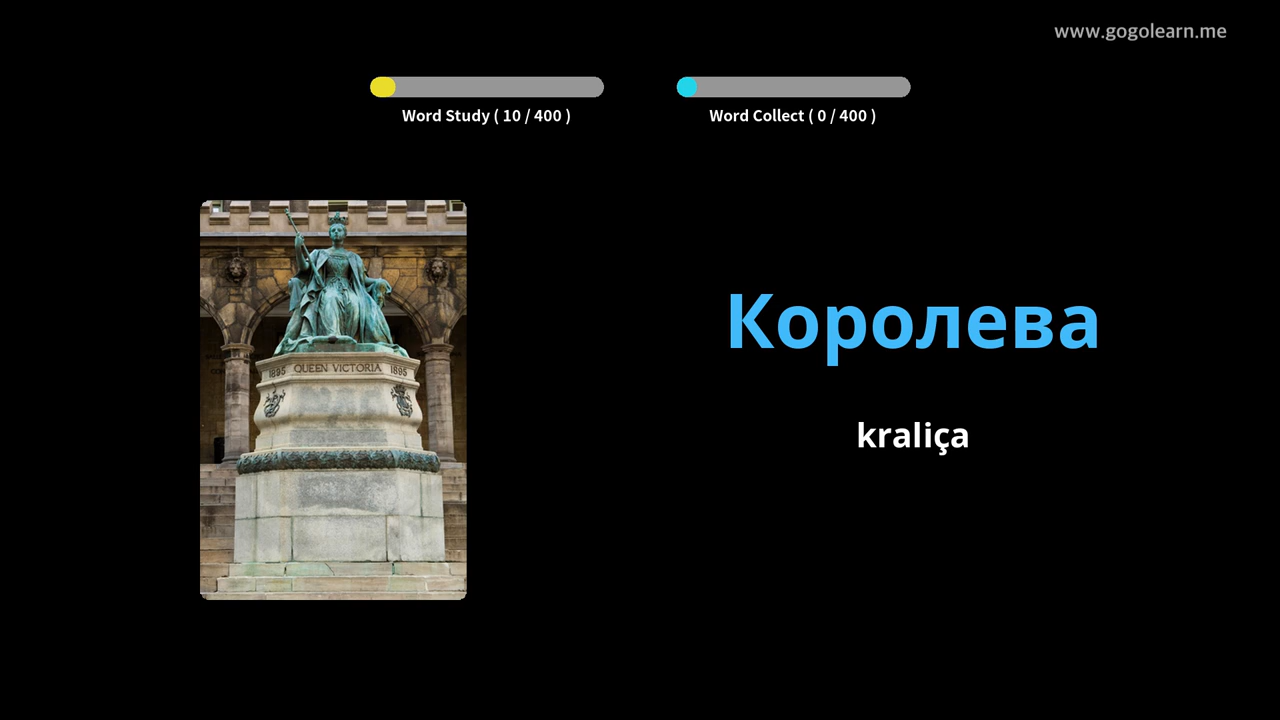 www.gogolearn.me
Word Study ( 10 / 400 )
Word Collect ( 0 / 400 )
1895 QUEEN VICTORIA 1895
Королева
kraliça